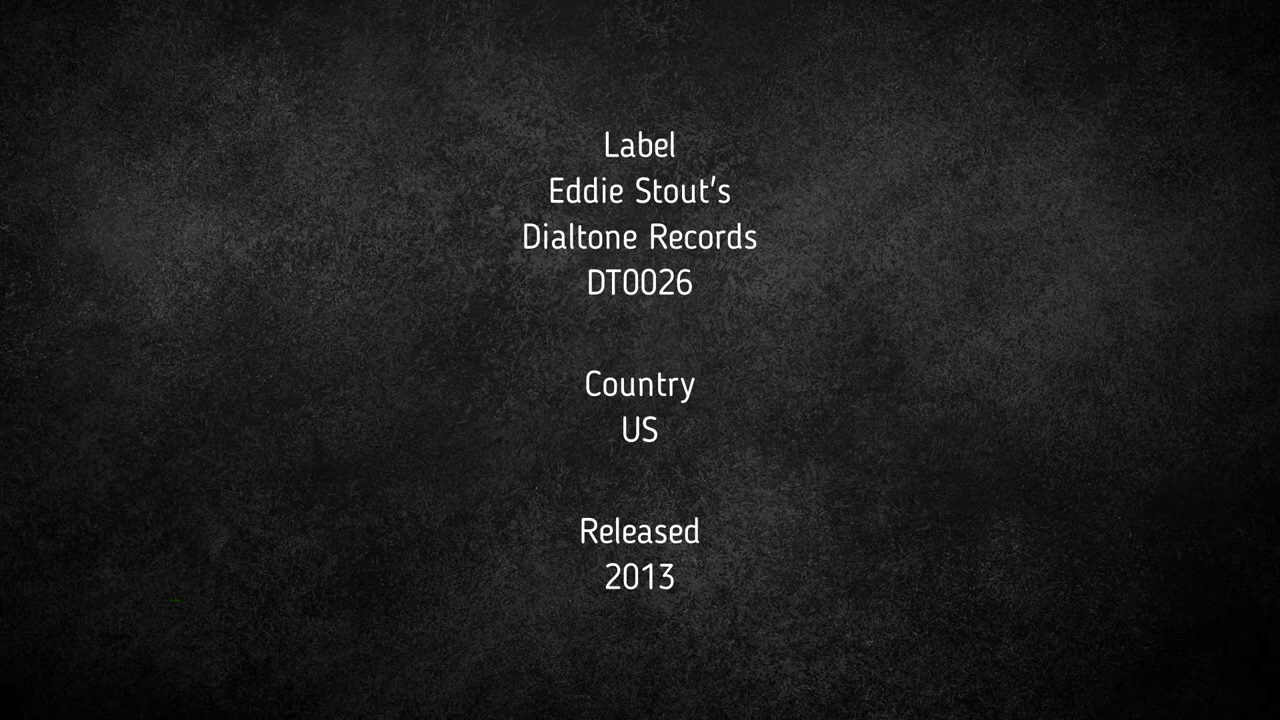 Label
Eddie Stout's
Dialtone Records
DT0026
Country
US
Released
2013